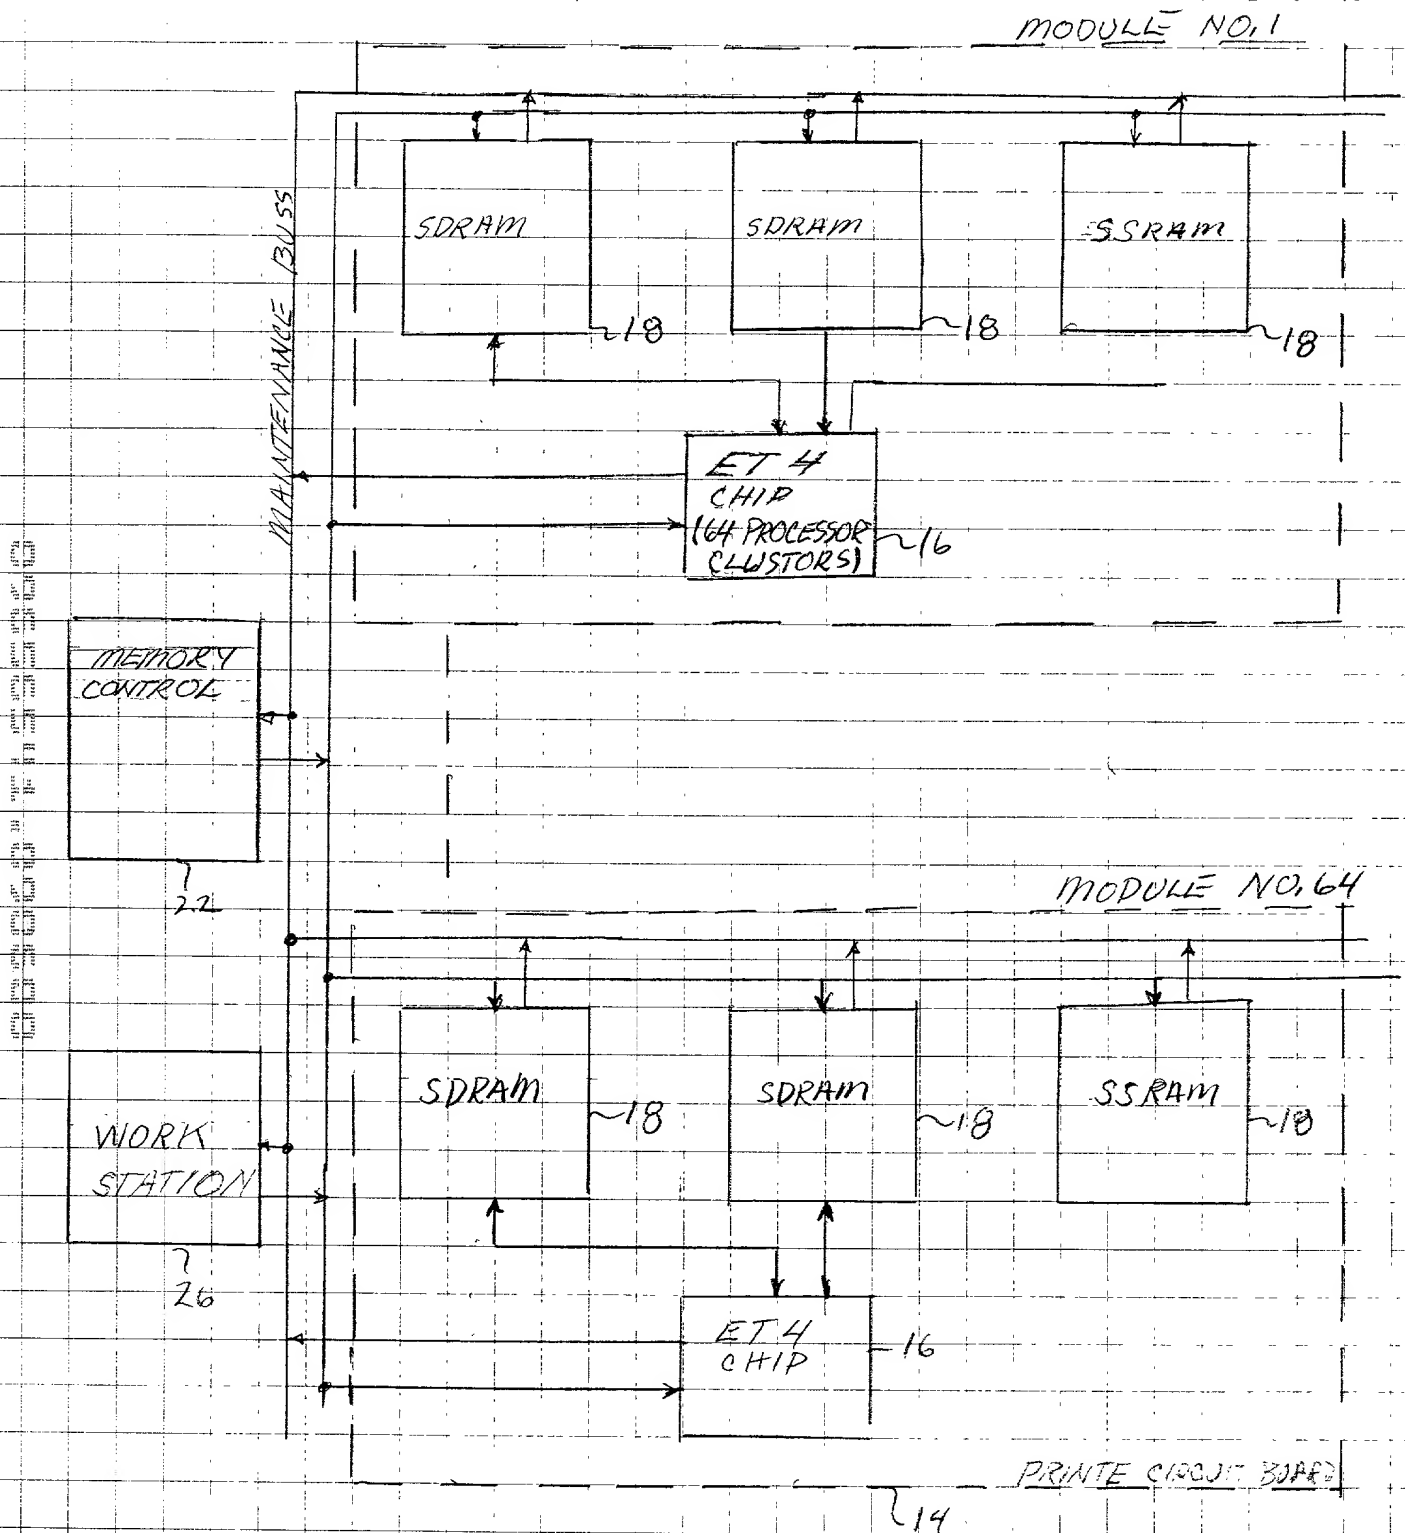 MODULE NO.1
MAINTENANCE BUSS
SDRAM
SDRAM
SSRAM
18
18
18
ET 4
CHIP
(64 PROCESSOR
CLUSTORS)
16
MEMORY
CONTROL
22
MODULE NO.64
SDRAM
SDRAM
SSRAM
18
18
18
WORK
STATION
26
ET 4
CHIP
16
PRINTE CIRCUIT BOARD
14